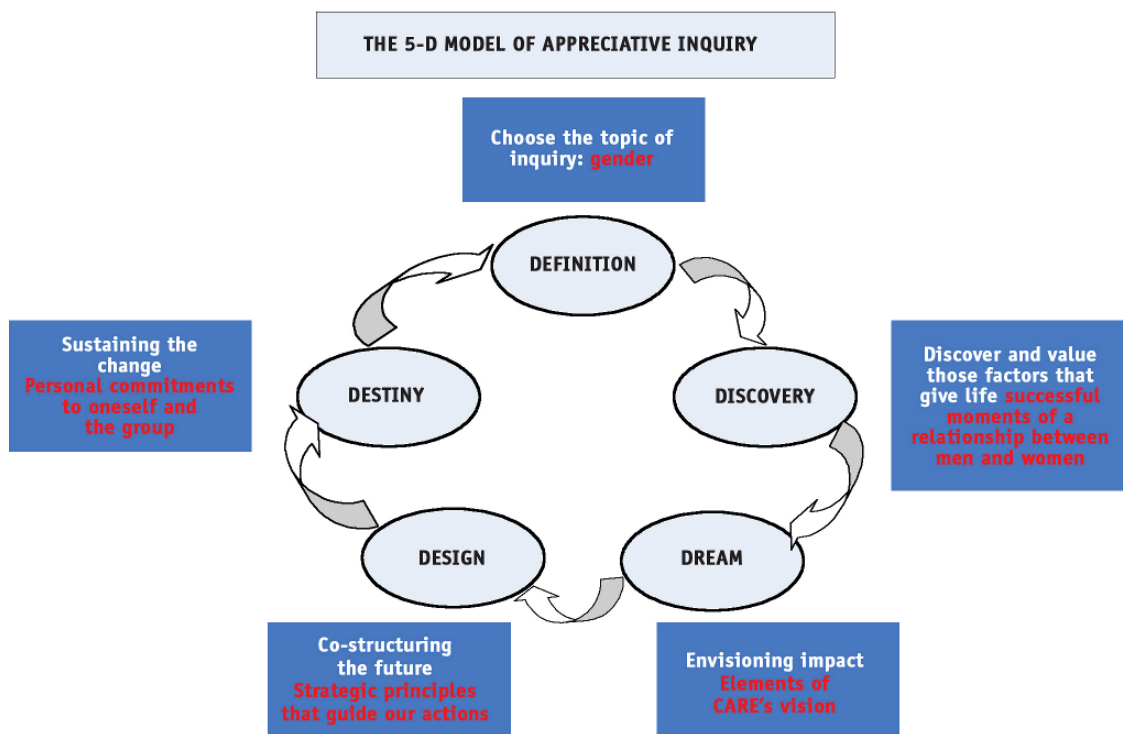 THE 5-D MODEL OF APPRECIATIVE INQUIRY
Choose the topic of
inquiry: gender
DEFINITION
Sustaining the
change
Personal commitments
to oneself and
the group
DESTINY
DISCOVERY
Discover and value
those factors that
give life successful
moments of a
relationship between
men and women
DESIGN
DREAM
Co-structuring
the future
Strategic principles
that guide our actions
Envisioning impact
Elements of
CARE's vision